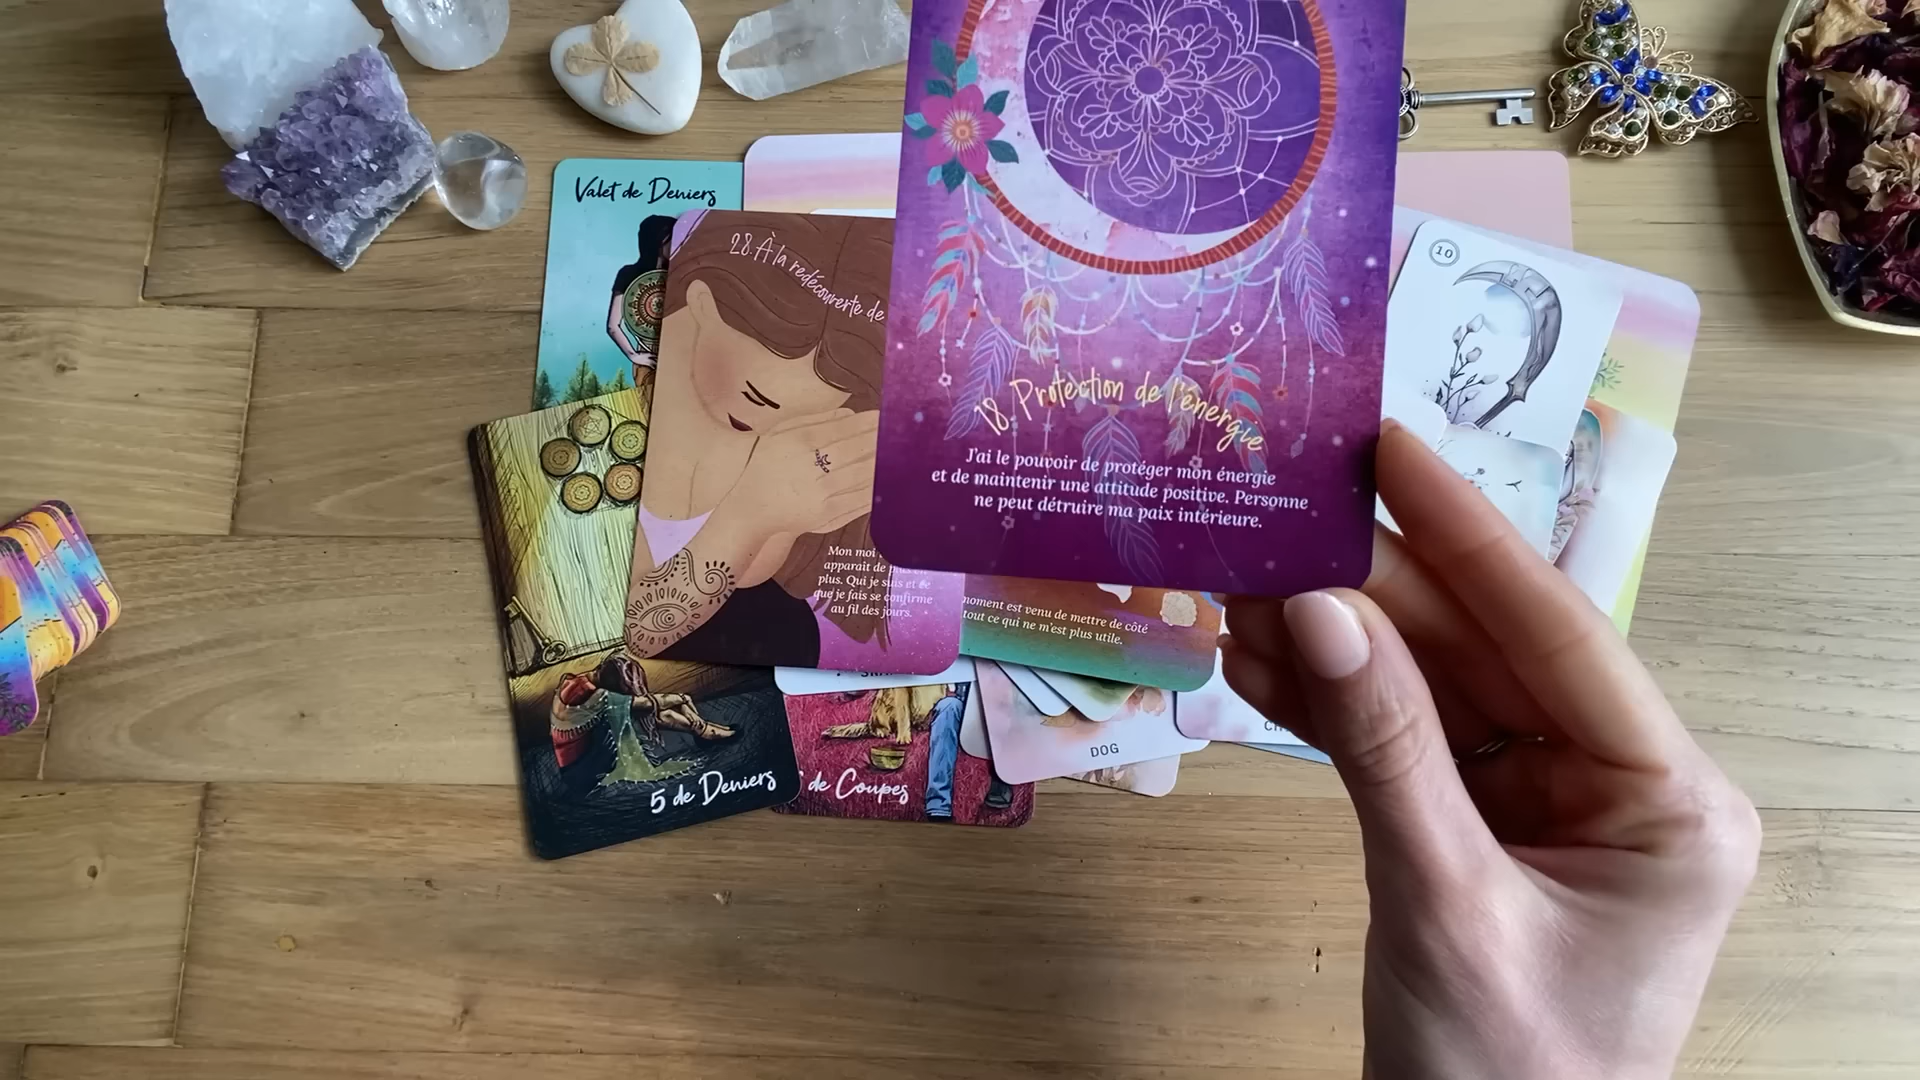 Valet de Deniers
28. À la redécouverte de
10
18 Protection de l'énergie
J'ai le pouvoir de protéger mon énergie
et de maintenir une attitude positive. Personne
ne peut détruire ma paix intérieure.
Mon moi
apparait de plus en
plus. Qui je suis et ce
que je fais se confirme
au fil des jours.
moment est venu de mettre de côté
tout ce qui ne m'est plus utile.
DOG
5 de Deniers
de Coupes